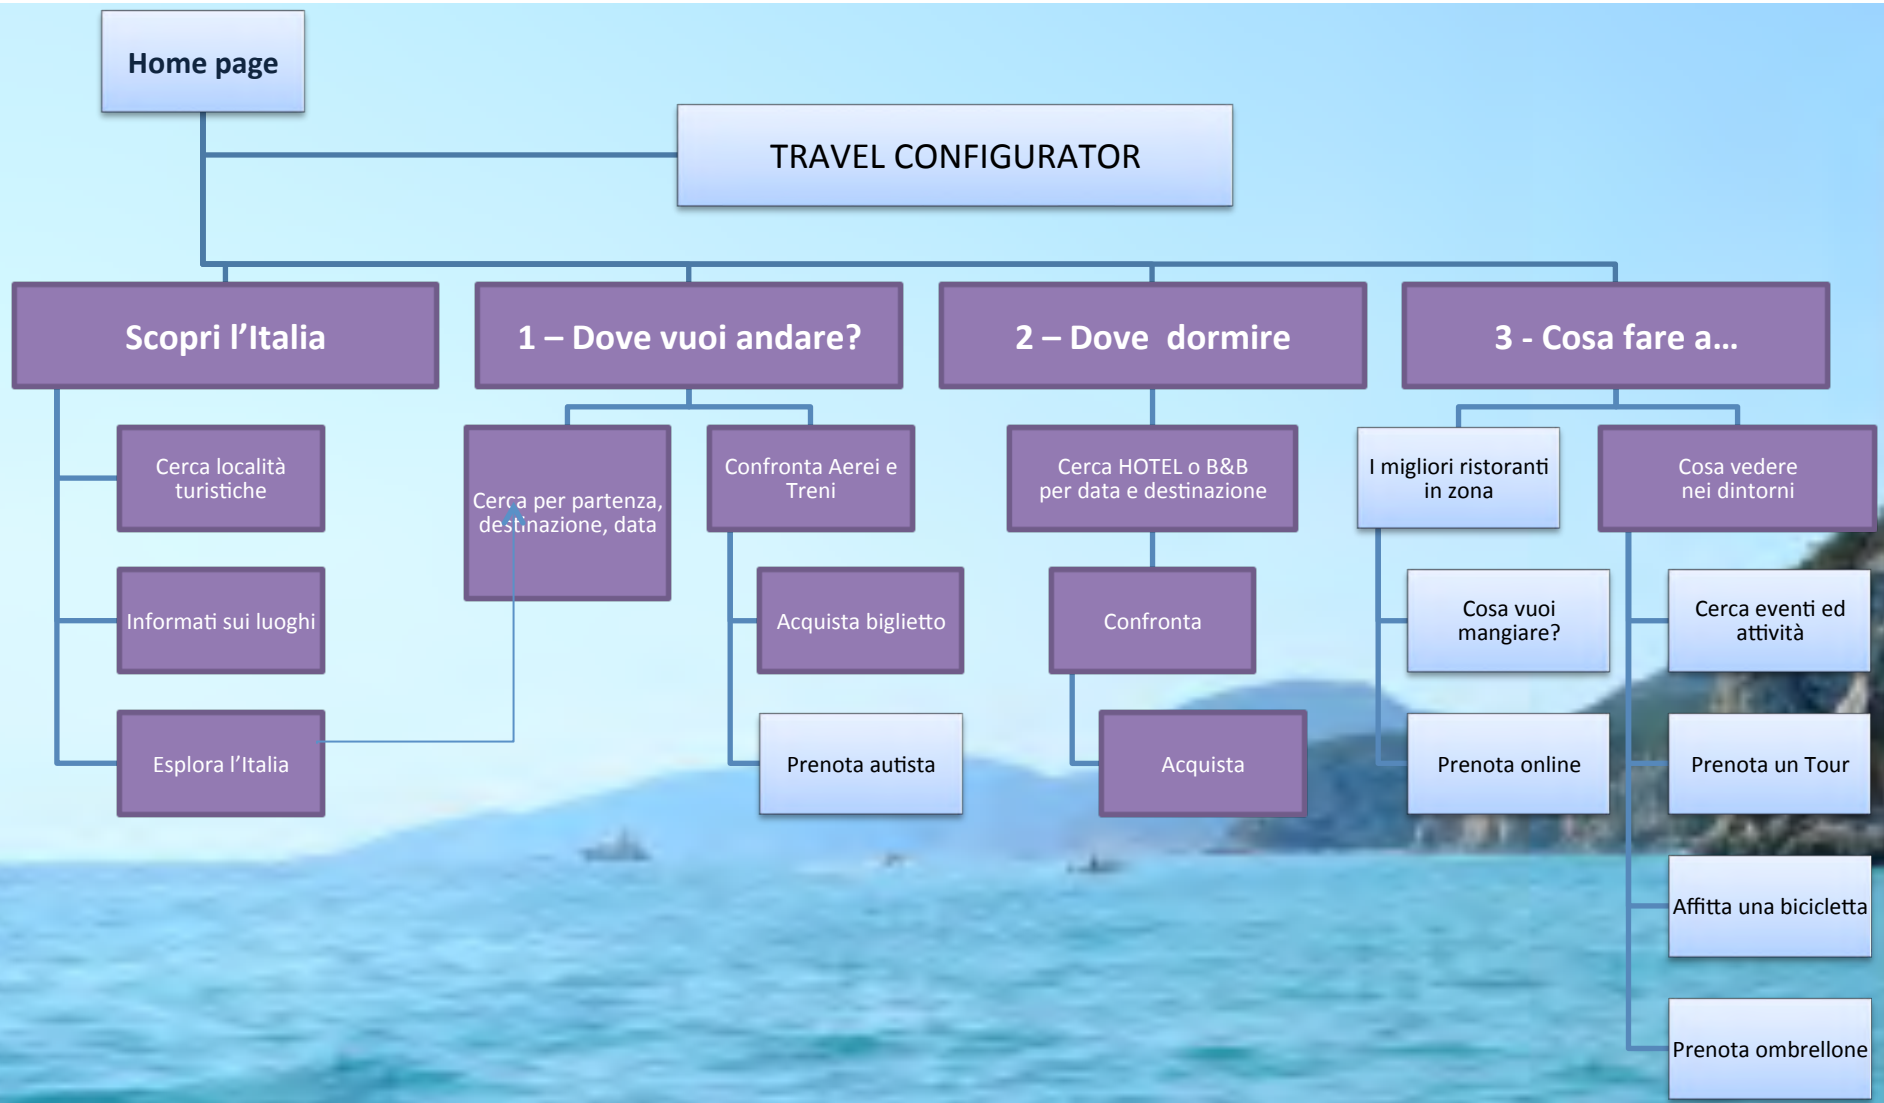 Home page
TRAVEL CONFIGURATOR
Scopri l’Italia
1 – Dove vuoi andare?
2 – Dove  dormire
3 - Cosa fare a…
Cerca località
turistiche
Informati sui luoghi
Esplora l’Italia
Cerca per partenza,
destinazione, data
Confronta Aerei e
Treni
Acquista biglietto
Prenota autista
Cerca HOTEL o B&B
per data e destinazione
Confronta
Acquista
I migliori ristoranti
in zona
Cosa vuoi
mangiare?
Prenota online
Cosa vedere
nei dintorni
Cerca eventi ed
attività
Prenota un Tour
Affitta una bicicletta
Prenota ombrellone